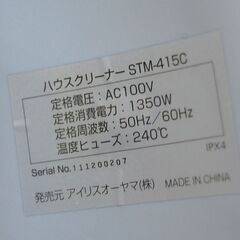 ハウスクリーナー STM-415C
定格電圧：AC100V
定格消費電力：1350W
定格周波数：50Hz/60Hz
温度ヒューズ：240℃
Serial No.111200207
IPX4
発売元 アイリスオーヤマ(株) MADE IN CHINA